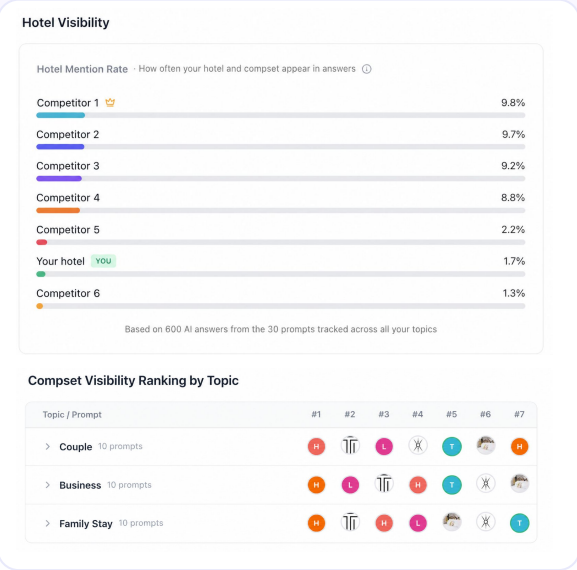 Hotel Visibility
Hotel Mention Rate · How often your hotel and compset appear in answers
Competitor 1
9.8%
Competitor 2
9.7%
Competitor 3
9.2%
Competitor 4
8.8%
Competitor 5
2.2%
Your hotel YOU
1.7%
Competitor 6
1.3%
Based on 600 AI answers from the 30 prompts tracked across all your topics
Compset Visibility Ranking by Topic
Topic / Prompt #1 #2 #3 #4 #5 #6 #7
Couple 10 prompts H L T H
Business 10 prompts H L H T
Family Stay 10 prompts H H L T